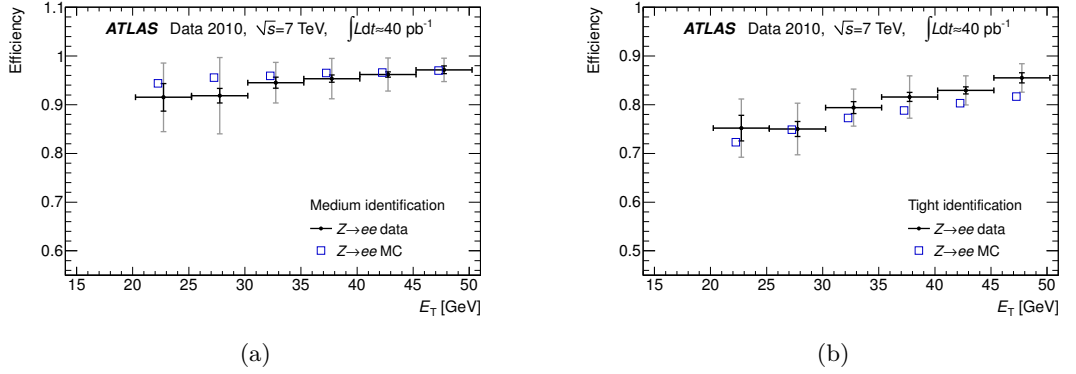 Efficiency
1.1
1
0.9
0.8
0.7
0.6
ATLAS Data 2010, √s=7 TeV, ∫Ldt≈40 pb⁻¹
Medium identification
Z→ee data
Z→ee MC
15 20 25 30 35 40 45 50
E_T [GeV]
(a)
Efficiency
1
0.9
0.8
0.7
0.6
0.5
ATLAS Data 2010, √s=7 TeV, ∫Ldt≈40 pb⁻¹
Tight identification
Z→ee data
Z→ee MC
15 20 25 30 35 40 45 50
E_T [GeV]
(b)